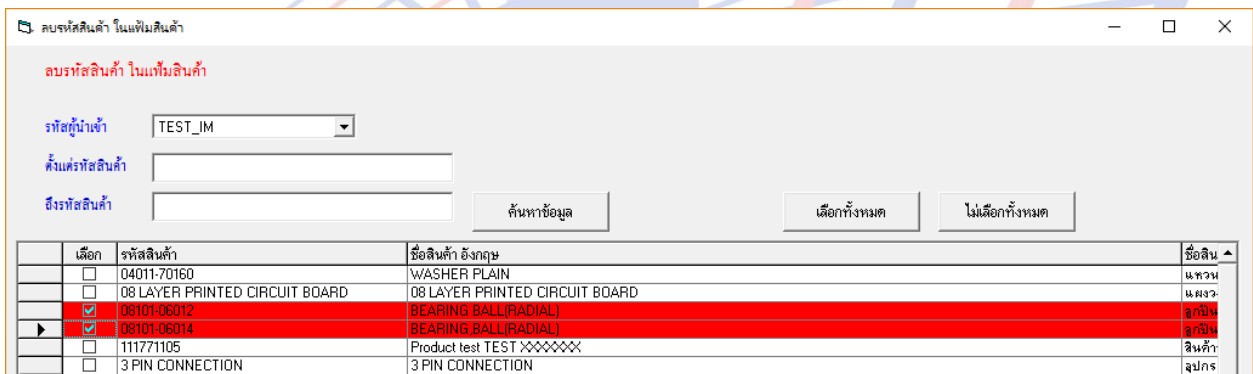 ลบรหัสสินค้า ในแฟ้มสินค้า
ลบรหัสสินค้า ในแฟ้มสินค้า
รหัสผู้นำเข้า TEST_IM
ตั้งแต่รหัสสินค้า
ถึงรหัสสินค้า ค้นหาข้อมูล เลือกทั้งหมด ไม่เลือกทั้งหมด
เลือก รหัสสินค้า ชื่อสินค้า อังกฤษ ชื่อสิน
04011-70160 WASHER PLAIN แหวน
08 LAYER PRINTED CIRCUIT BOARD 08 LAYER PRINTED CIRCUIT BOARD แผงว
08101-06012 BEARING BALL(RADIAL) ลูกปืน
08101-06014 BEARING,BALL(RADIAL) ลูกปืน
111771105 Product test TEST XXXXXXX สินค้า
3 PIN CONNECTION 3 PIN CONNECTION อุปกร